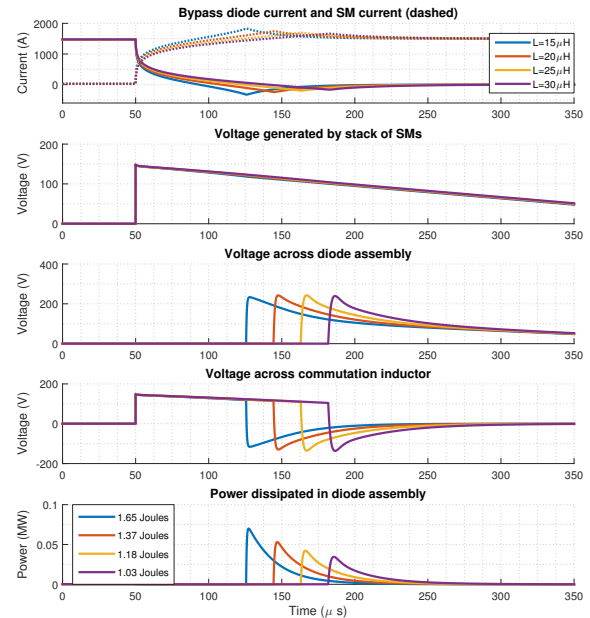 Bypass diode current and SM current (dashed)
2000
1000
0
Current (A)
L=15μH
L=20μH
L=25μH
L=30μH
0 50 100 150 200 250 300 350
Voltage generated by stack of SMs
200
100
0
Voltage (V)
0 50 100 150 200 250 300 350
Voltage across diode assembly
400
200
0
Voltage (V)
0 50 100 150 200 250 300 350
Voltage across commutation inductor
200
0
-200
Voltage (V)
0 50 100 150 200 250 300 350
Power dissipated in diode assembly
0.1
0.05
0
Power (MW)
1.65 Joules
1.37 Joules
1.18 Joules
1.03 Joules
0 50 100 150 200 250 300 350
Time (μ s)